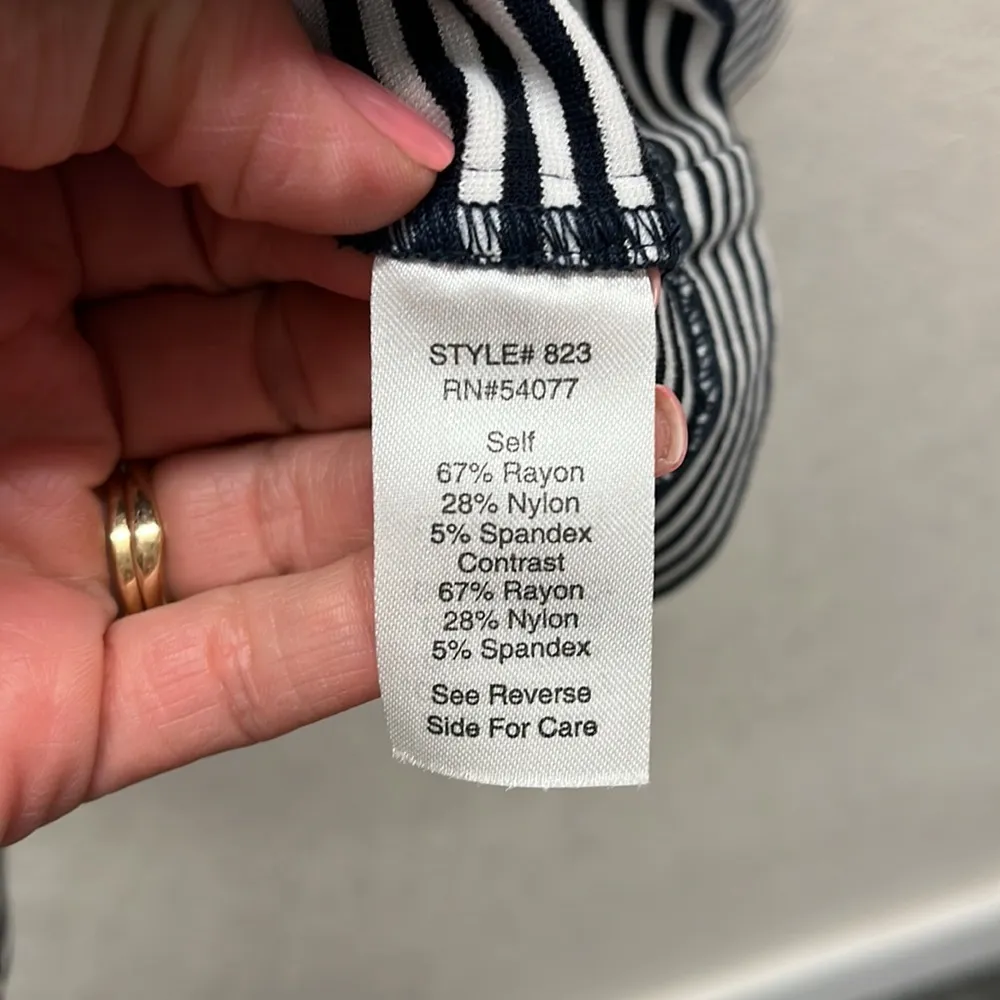 STYLE# 823
RN#54077
Self
67% Rayon
28% Nylon
5% Spandex
Contrast
67% Rayon
28% Nylon
5% Spandex
See Reverse
Side For Care